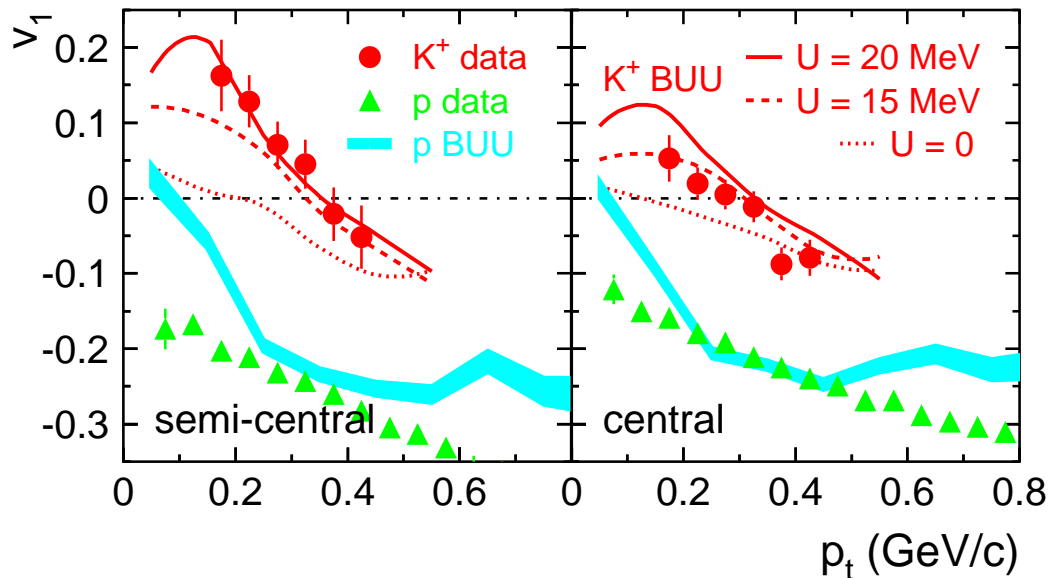 v₁
0.2
0.1
0
-0.1
-0.2
-0.3
K⁺ data
p data
p BUU
semi-central
0 0.2 0.4 0.6
K⁺ BUU
U = 20 MeV
U = 15 MeV
U = 0
central
0 0.2 0.4 0.6 0.8
pₜ (GeV/c)